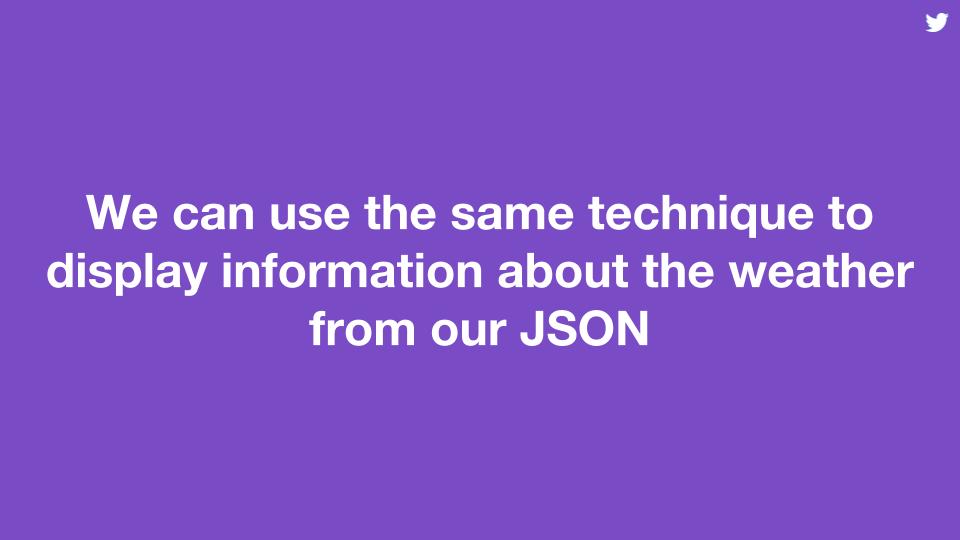 We can use the same technique to
display information about the weather
from our JSON